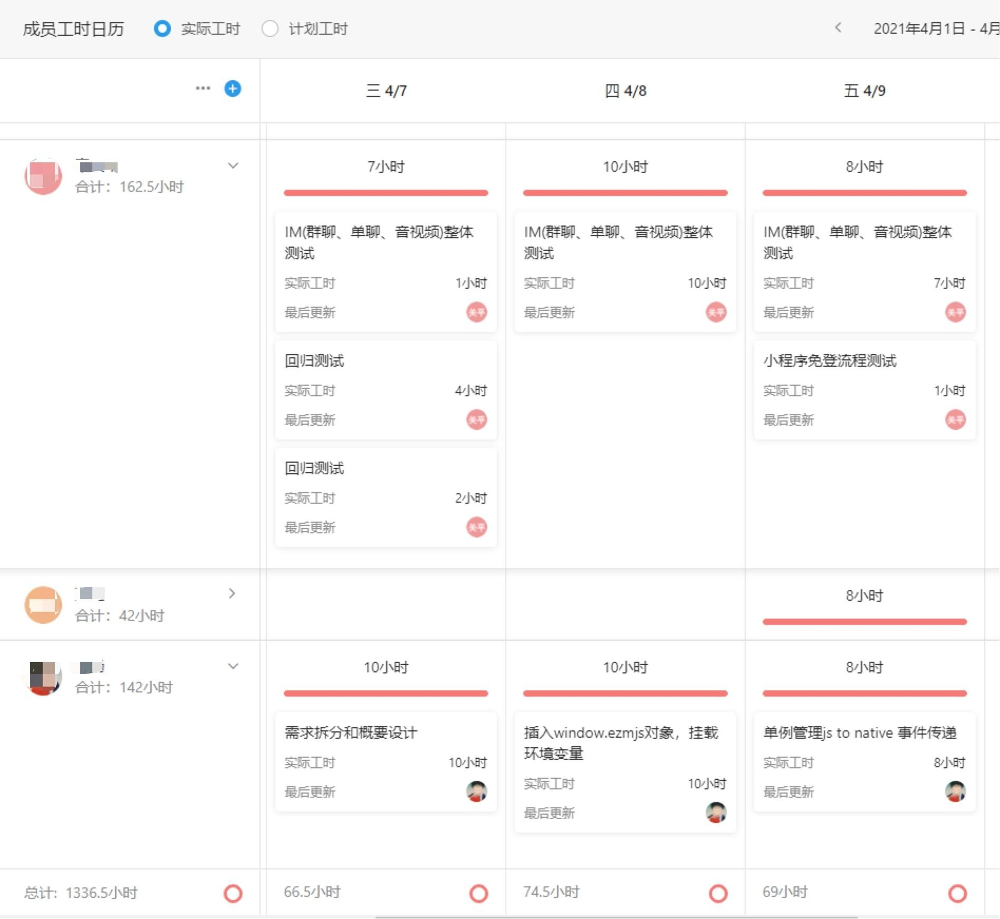 成员工时日历 实际工时 计划工时 2021年4月1日 - 4月
三 4/7 四 4/8 五 4/9
合计：162.5小时
7小时 10小时 8小时
IM(群聊、单聊、音视频)整体
测试
实际工时 1小时
最后更新 关平
回归测试
实际工时 4小时
最后更新 关平
回归测试
实际工时 2小时
最后更新 关平
IM(群聊、单聊、音视频)整体
测试
实际工时 10小时
最后更新 关平
IM(群聊、单聊、音视频)整体
测试
实际工时 7小时
最后更新 关平
小程序免登流程测试
实际工时 1小时
最后更新 关平
合计：42小时
8小时
合计：142小时
10小时 10小时 8小时
需求拆分和概要设计
实际工时 10小时
最后更新
插入window.ezmjs对象，挂载
环境变量
实际工时 10小时
最后更新
单例管理js to native 事件传递
实际工时 8小时
最后更新
总计: 1336.5小时 66.5小时 74.5小时 69小时